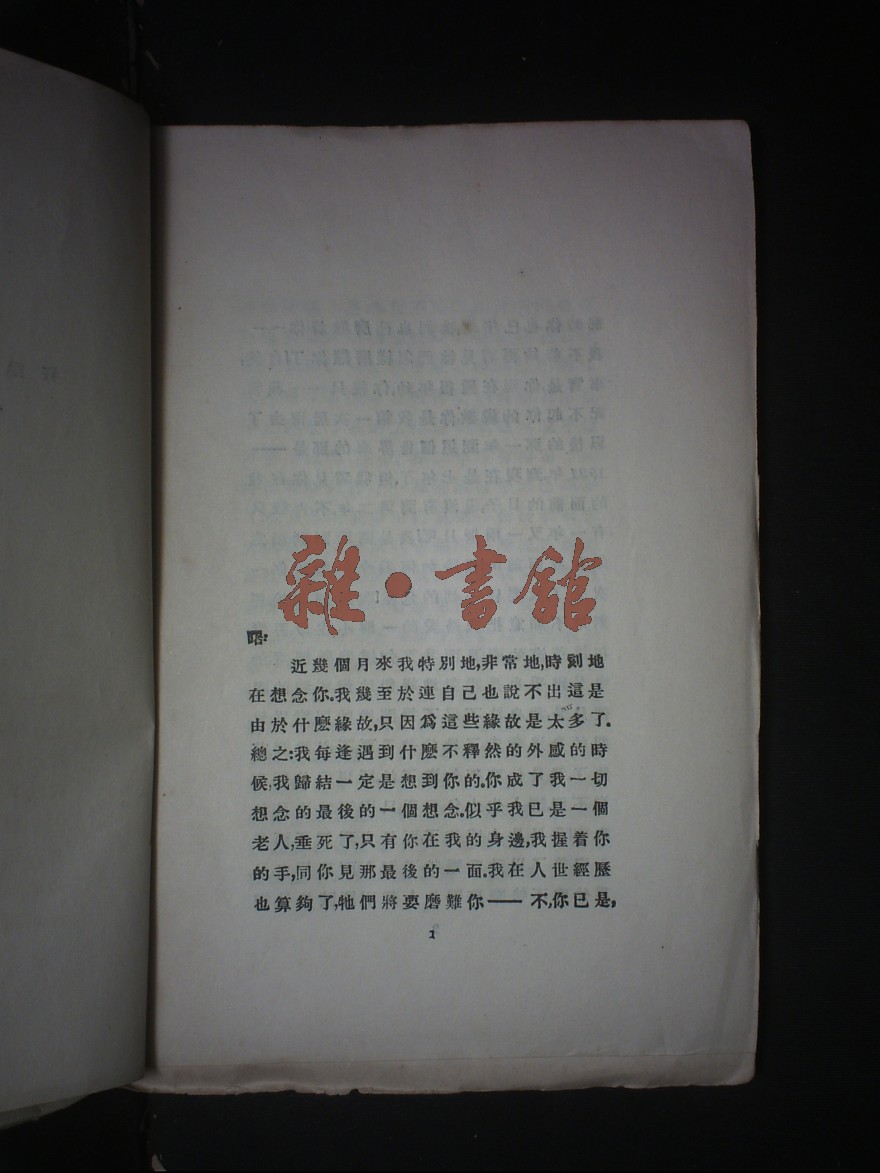 雜·書館
I
晤:
近幾個月來我特別地,非常地,時刻地
在想念你.我幾至於連自己也說不出這是
由於什麼緣故,只因爲這些緣故是太多了.
總之:我每逢遇到什麼不釋然的外感的時
候,我歸結一定是想到你的.你成了我一切
想念的最後的一個想念.似乎我已是一個
老人,垂死了,只有你在我的身邊,我握着你
的手,同你見那最後的一面.我在人世經歷
也算夠了,牠們將要磨難你—— 不,你已是,
1